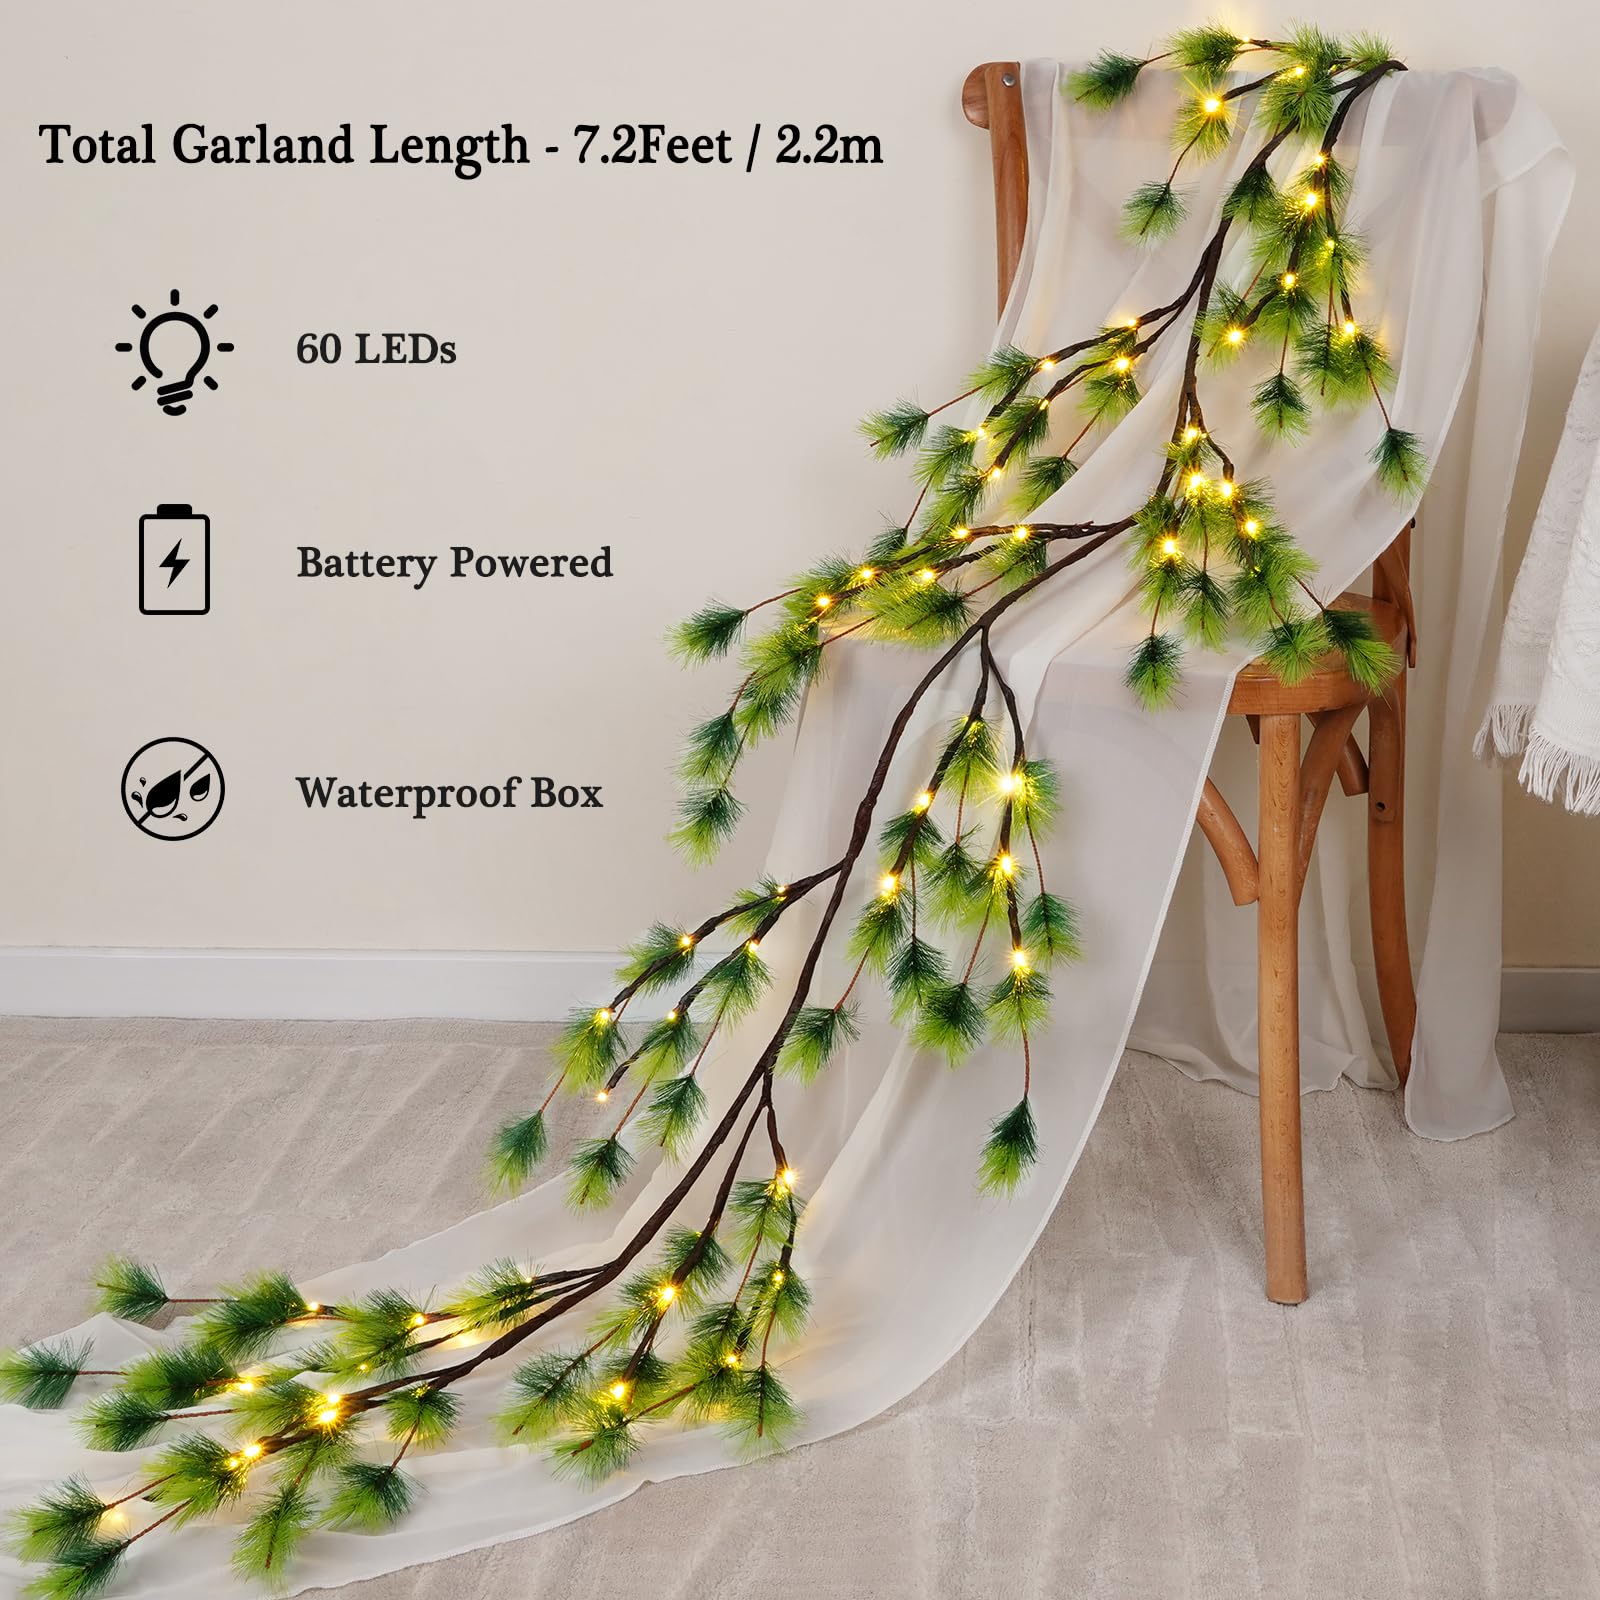 Total Garland Length - 7.2Feet / 2.2m
60 LEDs
Battery Powered
Waterproof Box